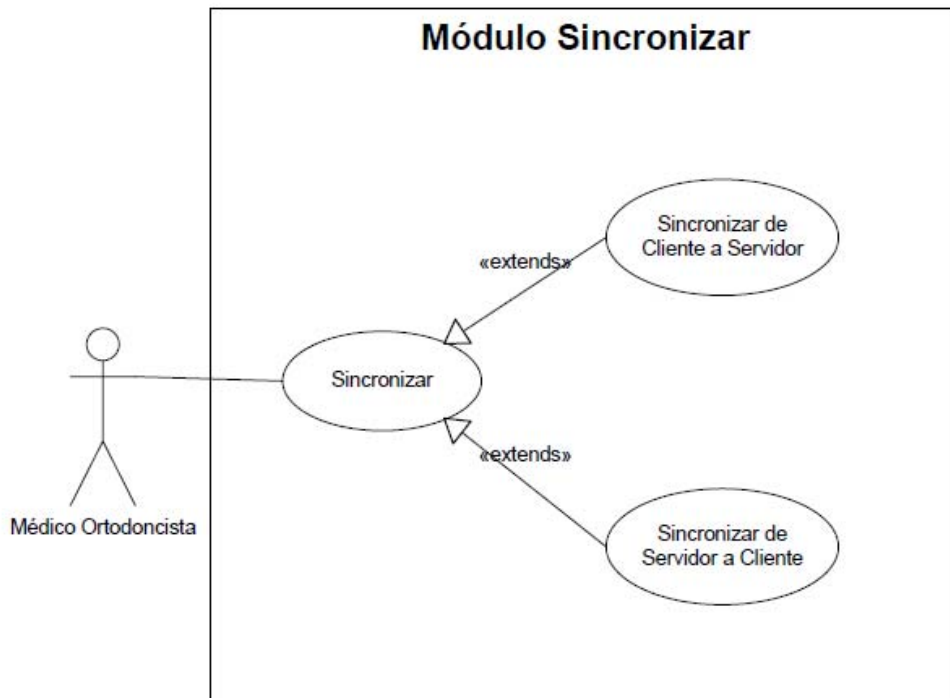 Módulo Sincronizar
Sincronizar de
Cliente a Servidor
«extends»
Sincronizar
«extends»
Médico Ortodoncista
Sincronizar de
Servidor a Cliente